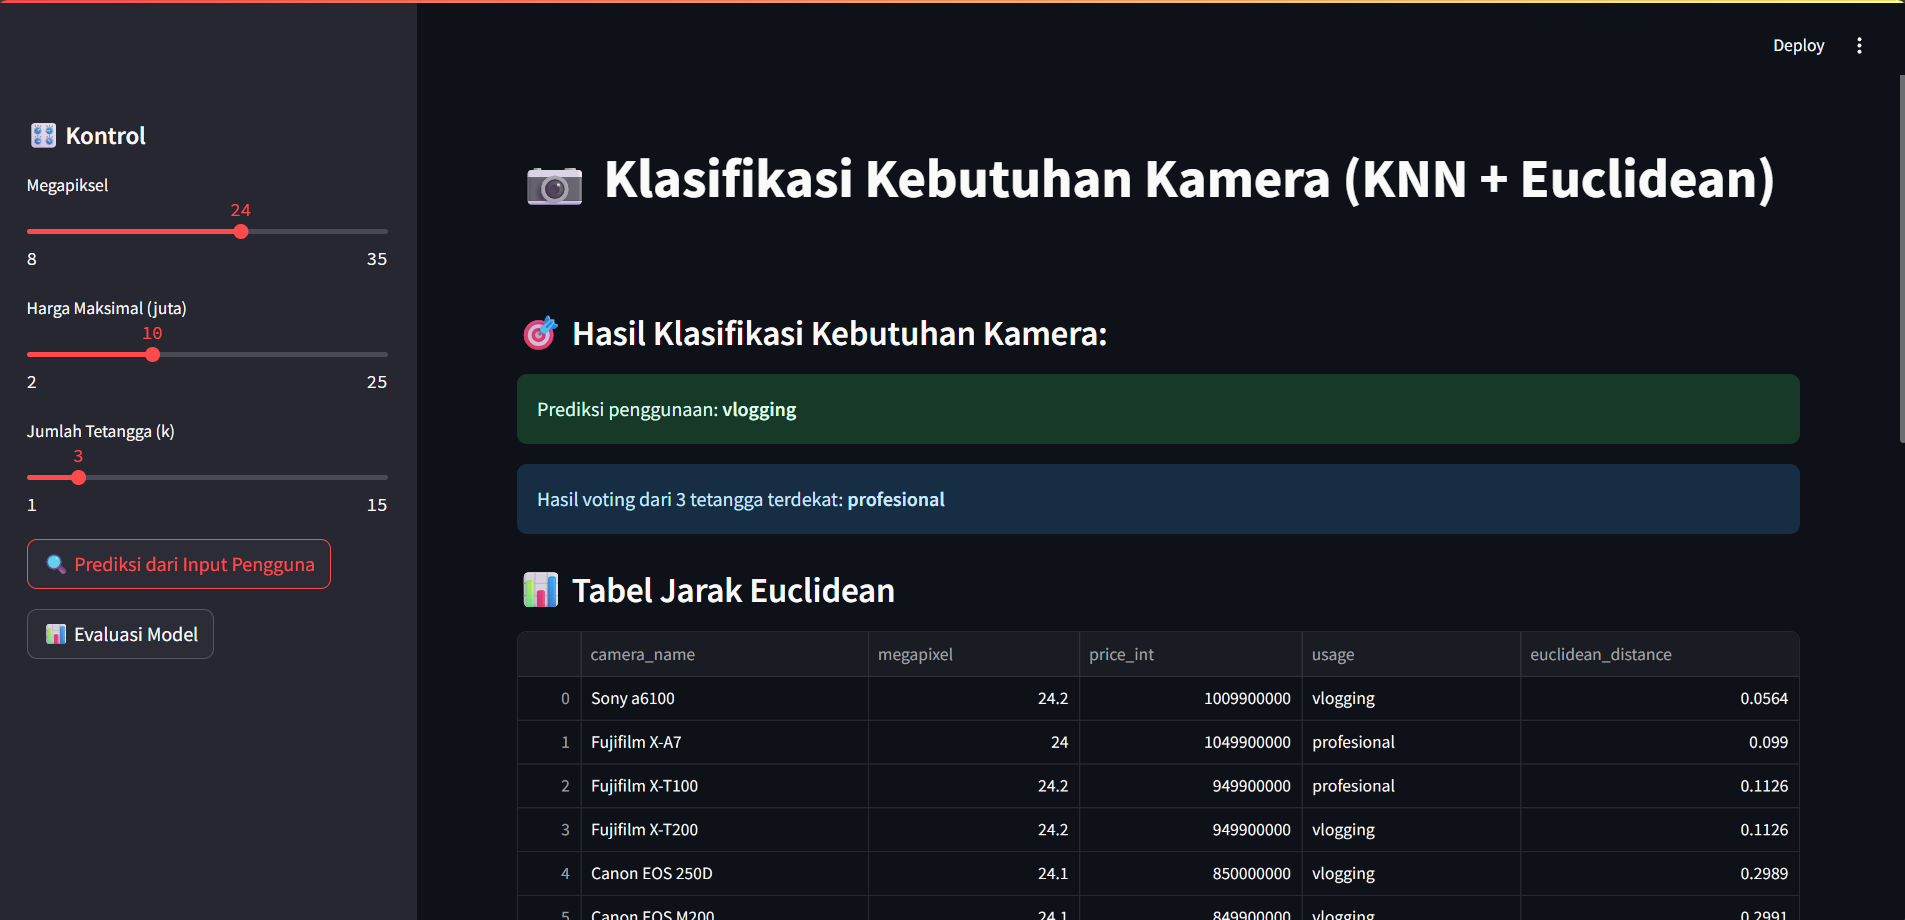 Deploy
Kontrol
Megapiksel
24
8 35
Harga Maksimal (juta)
10
2 25
Jumlah Tetangga (k)
3
1 15
Prediksi dari Input Pengguna
Evaluasi Model
Klasifikasi Kebutuhan Kamera (KNN + Euclidean)
Hasil Klasifikasi Kebutuhan Kamera:
Prediksi penggunaan: vlogging
Hasil voting dari 3 tetangga terdekat: profesional
Tabel Jarak Euclidean
camera_name megapixel price_int usage euclidean_distance
0 Sony a6100 24.2 1009900000 vlogging 0.0564
1 Fujifilm X-A7 24 1049900000 profesional 0.099
2 Fujifilm X-T100 24.2 949900000 profesional 0.1126
3 Fujifilm X-T200 24.2 949900000 vlogging 0.1126
4 Canon EOS 250D 24.1 850000000 vlogging 0.2989
5 Canon EOS M200 24.1 849900000 vlogging 0.2991